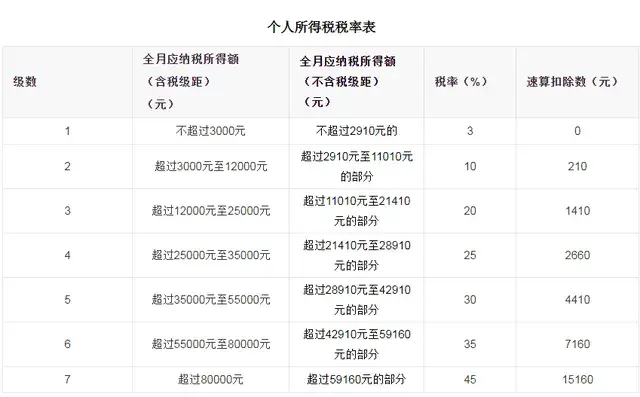 个人所得税税率表
级数
全月应纳税所得额
（含税级距）
（元）
全月应纳税所得额
（不含税级距）
（元）
税率（%）
速算扣除数（元）
1
不超过3000元
不超过2910元的
3
0
2
超过3000元至12000元
超过2910元至11010元
的部分
10
210
3
超过12000元至25000元
超过11010元至21410
元的部分
20
1410
4
超过25000元至35000元
超过21410元至28910
元的部分
25
2660
5
超过35000元至55000元
超过28910元至42910
元的部分
30
4410
6
超过55000元至80000元
超过42910元至59160
元的部分
35
7160
7
超过80000元
超过59160元的部分
45
15160